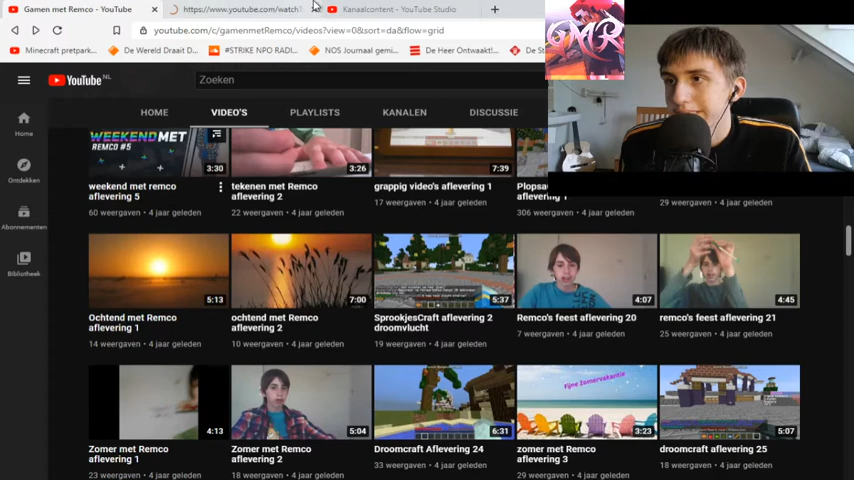 Gamen met Remco - YouTube
https://www.youtube.com/watch
Kanaalcontent - YouTube Studio
https://www.youtube.com/c/gamenmetRemco/videos?view=0&sort=da&flow=grid
Minecraft pretpark...
De Wereld Draait D...
#STRIKE NPO RADI...
NOS Journaal gemi...
De Heer Ontwaakt!...
De St
GMR
YouTube NL
Zoeken
HOME
VIDEO'S
PLAYLISTS
KANALEN
DISCUSSIE
Home
Ontdekken
Abonnementen
Bibliotheek
WEEKEND MET
REMCO #5
3:30
3:26
7:39
weekend met remco
aflevering 5
tekenen met Remco
aflevering 2
grappig video's aflevering 1
Plopsa
60 weergaven • 4 jaar geleden
22 weergaven • 4 jaar geleden
17 weergaven • 4 jaar geleden
306 weergaven • 4 jaar geleden
29 weergaven • 4 jaar geleden
5:13
7:00
5:37
4:07
4:45
Ochtend met Remco
aflevering 1
ochtend met Remco
aflevering 2
SprookjesCraft aflevering 2
droomvlucht
Remco's feest aflevering 20
remco's feest aflevering 21
14 weergaven • 4 jaar geleden
10 weergaven • 4 jaar geleden
19 weergaven • 4 jaar geleden
7 weergaven • 4 jaar geleden
25 weergaven • 4 jaar geleden
Fijne Zomervakantie
4:13
5:04
6:31
3:23
5:07
Zomer met Remco
aflevering 1
Zomer met Remco
aflevering 2
Droomcraft Aflevering 24
zomer met Remco
aflevering 3
droomcraft aflevering 25
23 weergaven • 4 jaar geleden
18 weergaven • 4 jaar geleden
33 weergaven • 4 jaar geleden
29 weergaven • 4 jaar geleden
18 weergaven • 4 jaar geleden